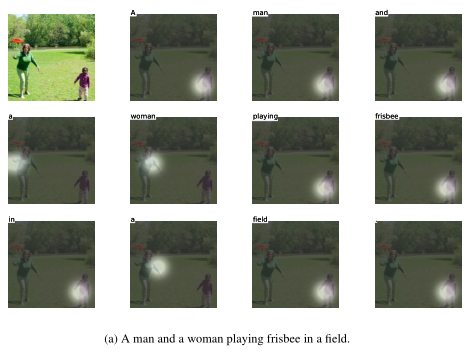 A
man
and
a
woman
playing
frisbee
in
a
field
.
(a) A man and a woman playing frisbee in a field.